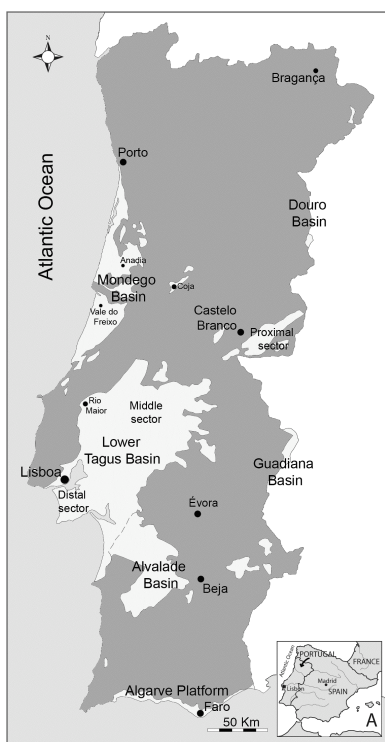 N
Bragança
Porto
Atlantic Ocean
Douro
Basin
Anadia
Mondego
Basin
Coja
Vale do
Freixo
Castelo
Branco
Proximal
sector
Rio
Maior
Middle
sector
Lower
Tagus Basin
Lisboa
Distal
sector
Guadiana
Basin
Évora
Alvalade
Basin
Beja
Algarve Platform
Faro
50 Km
Atlantic Ocean
PORTUGAL
FRANCE
Madrid
Lisbon
SPAIN
A